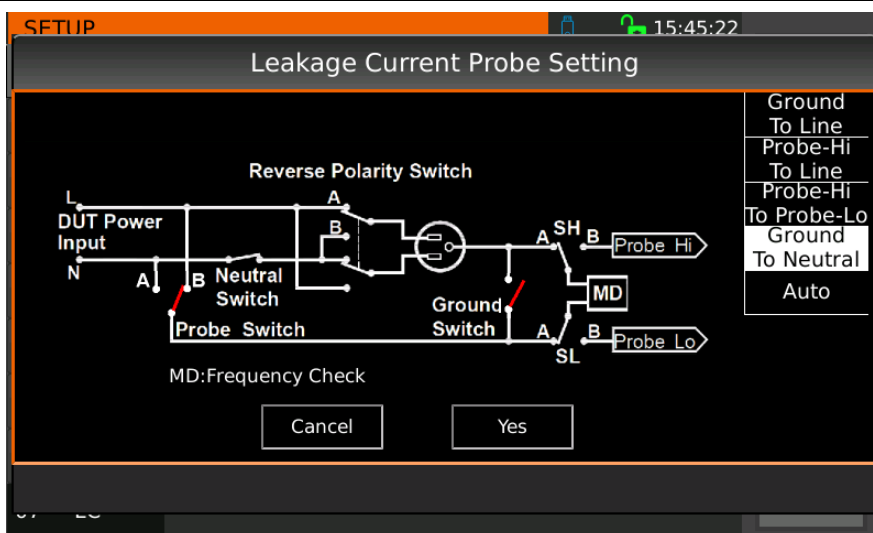 SETUP
15:45:22
Leakage Current Probe Setting
Ground
To Line
Probe-Hi
To Line
Probe-Hi
To Probe-Lo
Ground
To Neutral
Auto
Reverse Polarity Switch
L
A
DUT Power
Input
B
SH
A
B
Probe Hi
N
A
B
Neutral
Switch
Ground
Switch
MD
Probe Switch
A
B
Probe Lo
SL
MD:Frequency Check
Cancel
Yes